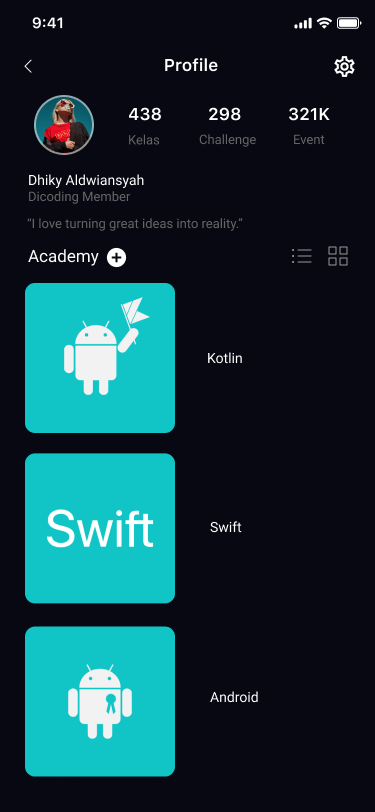 9:41
Profile
438 298 321K
Kelas Challenge Event
Dhiky Aldwiansyah
Dicoding Member
"I love turning great ideas into reality."
Academy
Kotlin
Swift
Swift
Android